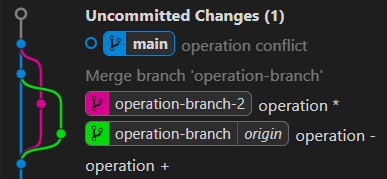 Uncommitted Changes (1)
main operation conflict
Merge branch 'operation-branch'
operation-branch-2 operation *
operation-branch origin operation -
operation +